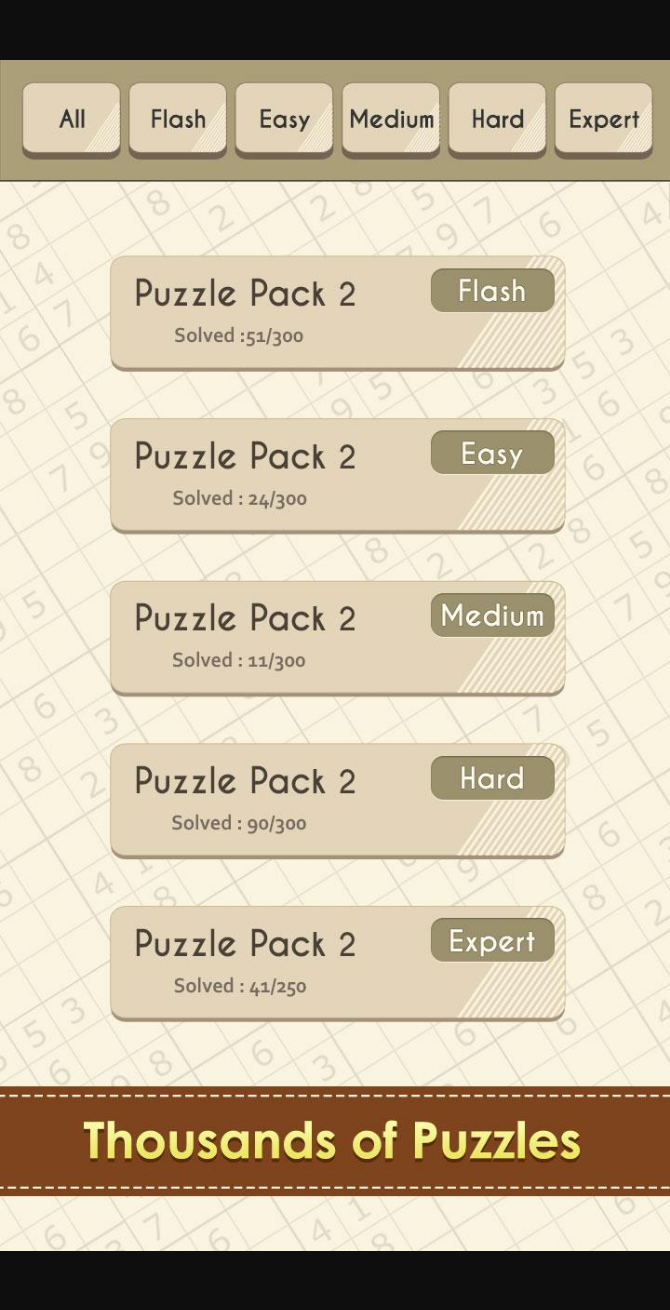 All Flash Easy Medium Hard Expert
Puzzle Pack 2 Flash
Solved :51/300
Puzzle Pack 2 Easy
Solved : 24/300
Puzzle Pack 2 Medium
Solved : 11/300
Puzzle Pack 2 Hard
Solved : 90/300
Puzzle Pack 2 Expert
Solved : 41/250
Thousands of Puzzles